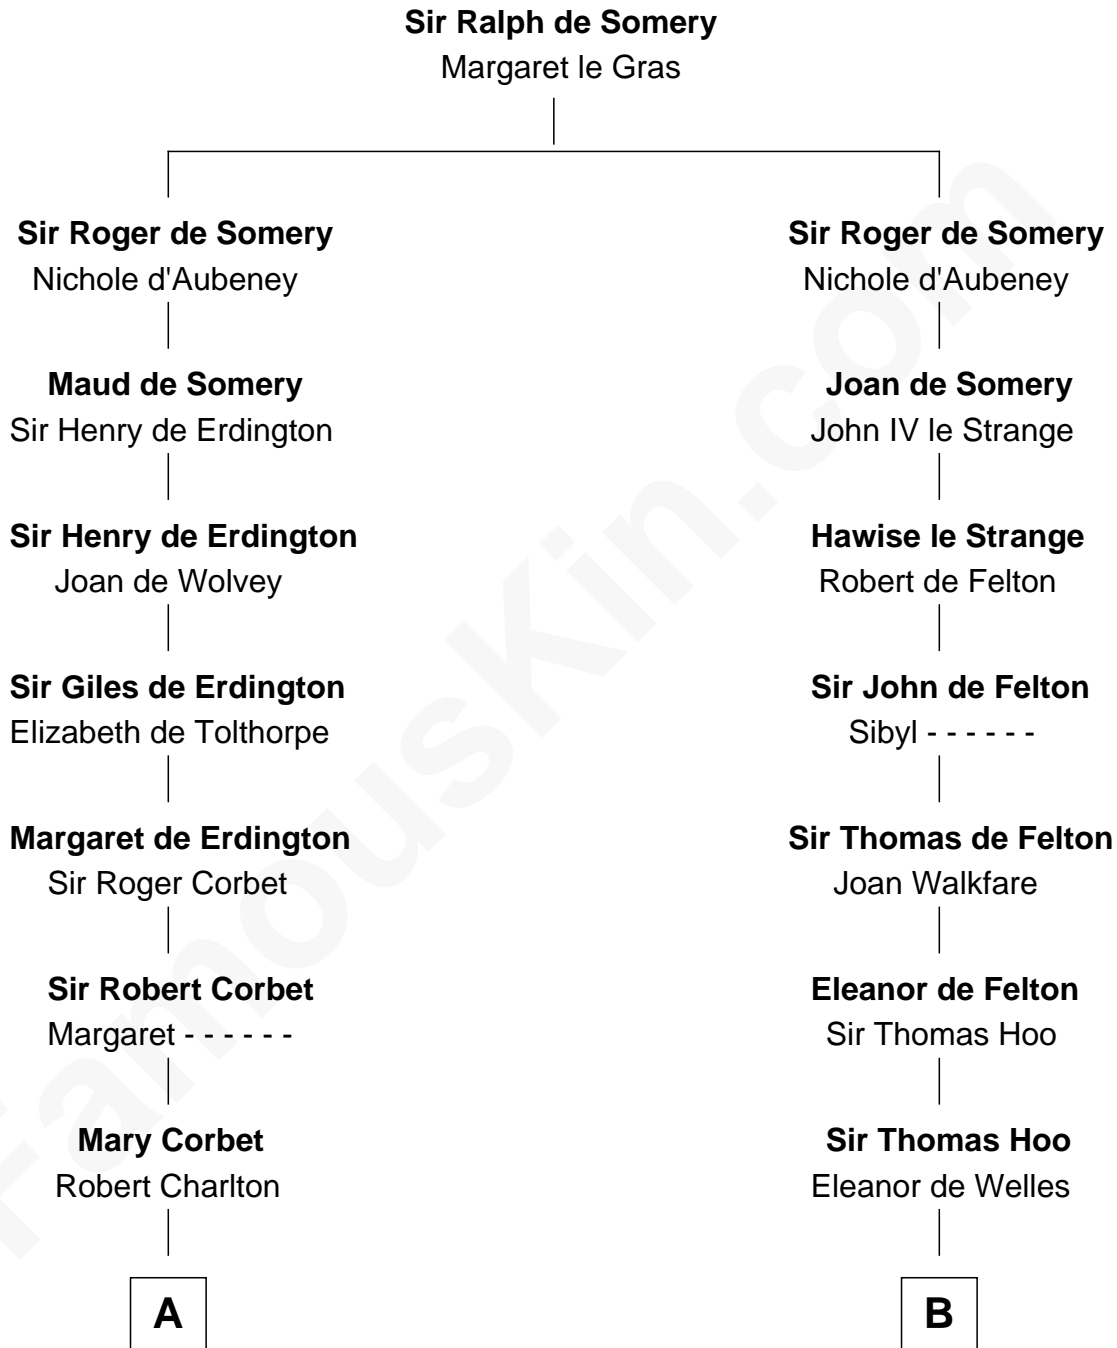 Sir Ralph de Somery
Margaret le Gras
Sir Roger de Somery
Nichole d'Aubeney
Maud de Somery
Sir Henry de Erdington
Sir Henry de Erdington
Joan de Wolvey
Sir Giles de Erdington
Elizabeth de Tolthorpe
Margaret de Erdington
Sir Roger Corbet
Sir Robert Corbet
Margaret - - - - - -
Mary Corbet
Robert Charlton
A
Sir Roger de Somery
Nichole d'Aubeney
Joan de Somery
John IV le Strange
Hawise le Strange
Robert de Felton
Sir John de Felton
Sibyl - - - - - -
Sir Thomas de Felton
Joan Walkfare
Eleanor de Felton
Sir Thomas Hoo
Sir Thomas Hoo
Eleanor de Welles
B
FamousKin.com